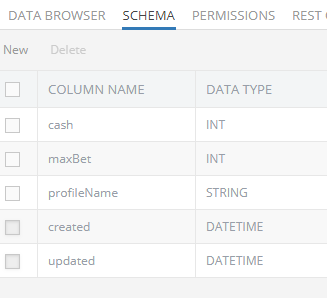 DATA BROWSER SCHEMA PERMISSIONS REST
New Delete
COLUMN NAME DATA TYPE
cash INT
maxBet INT
profileName STRING
created DATETIME
updated DATETIME